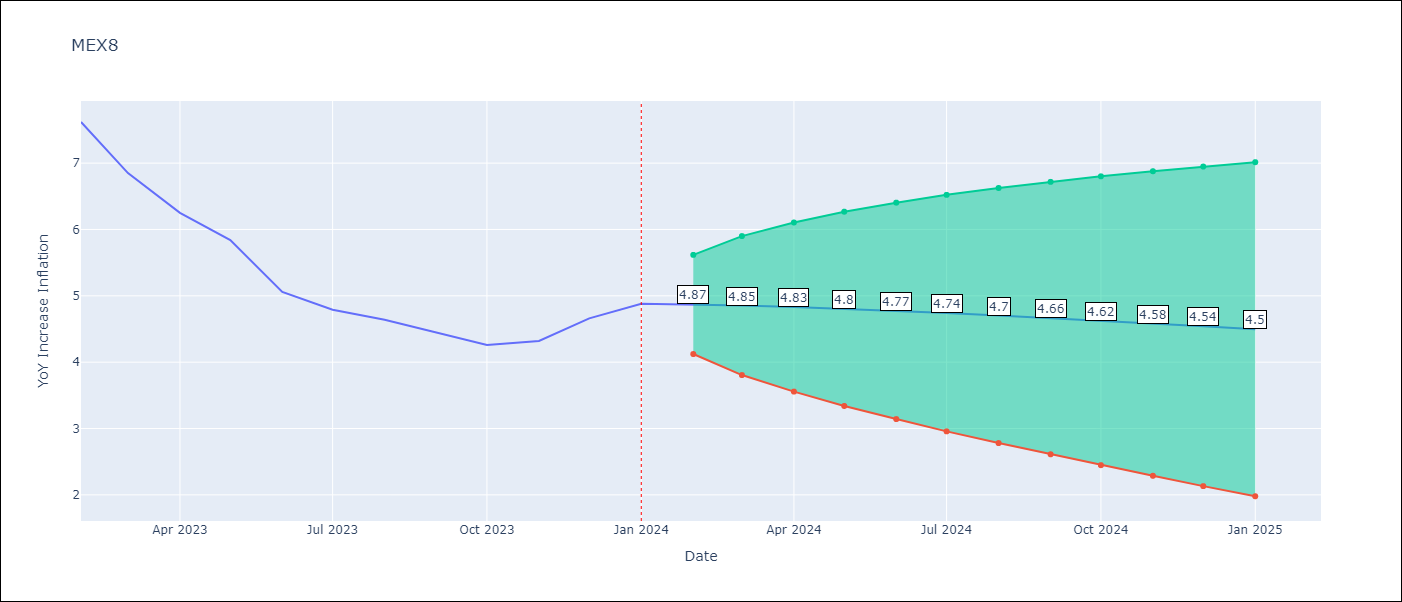 MEX8
YoY Increase Inflation
7
6
5
4
3
2
4.87
4.85
4.83
4.8
4.77
4.74
4.7
4.66
4.62
4.58
4.54
4.5
Apr 2023
Jul 2023
Oct 2023
Jan 2024
Apr 2024
Jul 2024
Oct 2024
Jan 2025
Date